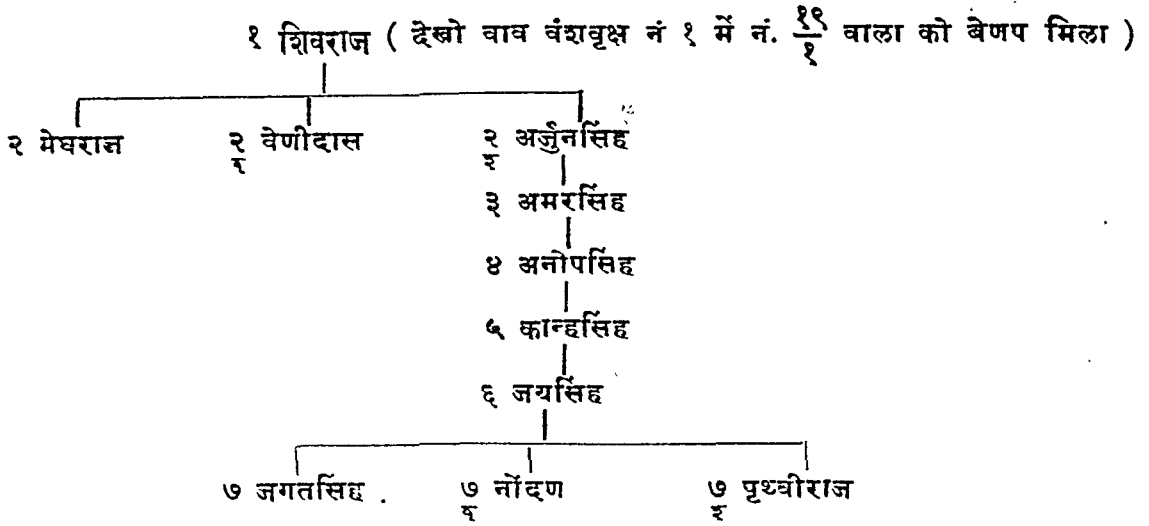 १ शिवराज ( देखो वाव वंशवृक्ष नं १ में नं. १९/१ वाला को बेणप मिला )
२ मेघराज २/१ वेणीदास २/२ अर्जुनसिंह
३ अमरसिंह
४ अनोपसिंह
५ कान्हसिंह
६ जयसिंह
७ जगतसिंह . ७/१ नोंदण ७/२ पृथ्वीराज